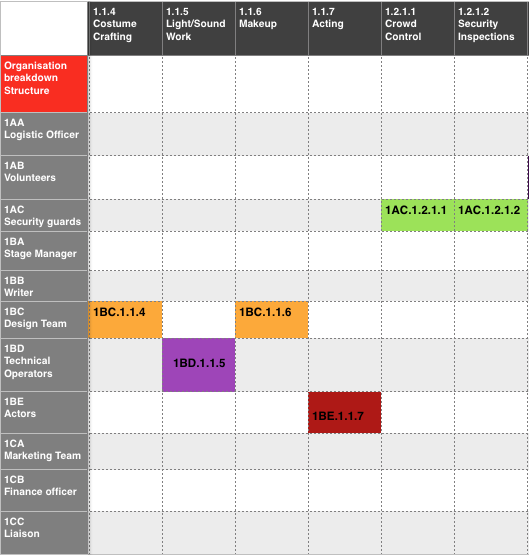 1.1.4
Costume
Crafting
1.1.5
Light/Sound
Work
1.1.6
Makeup
1.1.7
Acting
1.2.1.1
Crowd
Control
1.2.1.2
Security
Inspections
Organisation
breakdown
Structure
1AA
Logistic Officer
1AB
Volunteers
1AC
Security guards
1AC.1.2.1.1
1AC.1.2.1.2
1BA
Stage Manager
1BB
Writer
1BC
Design Team
1BC.1.1.4
1BC.1.1.6
1BD
Technical
Operators
1BD.1.1.5
1BE
Actors
1BE.1.1.7
1CA
Marketing Team
1CB
Finance officer
1CC
Liaison